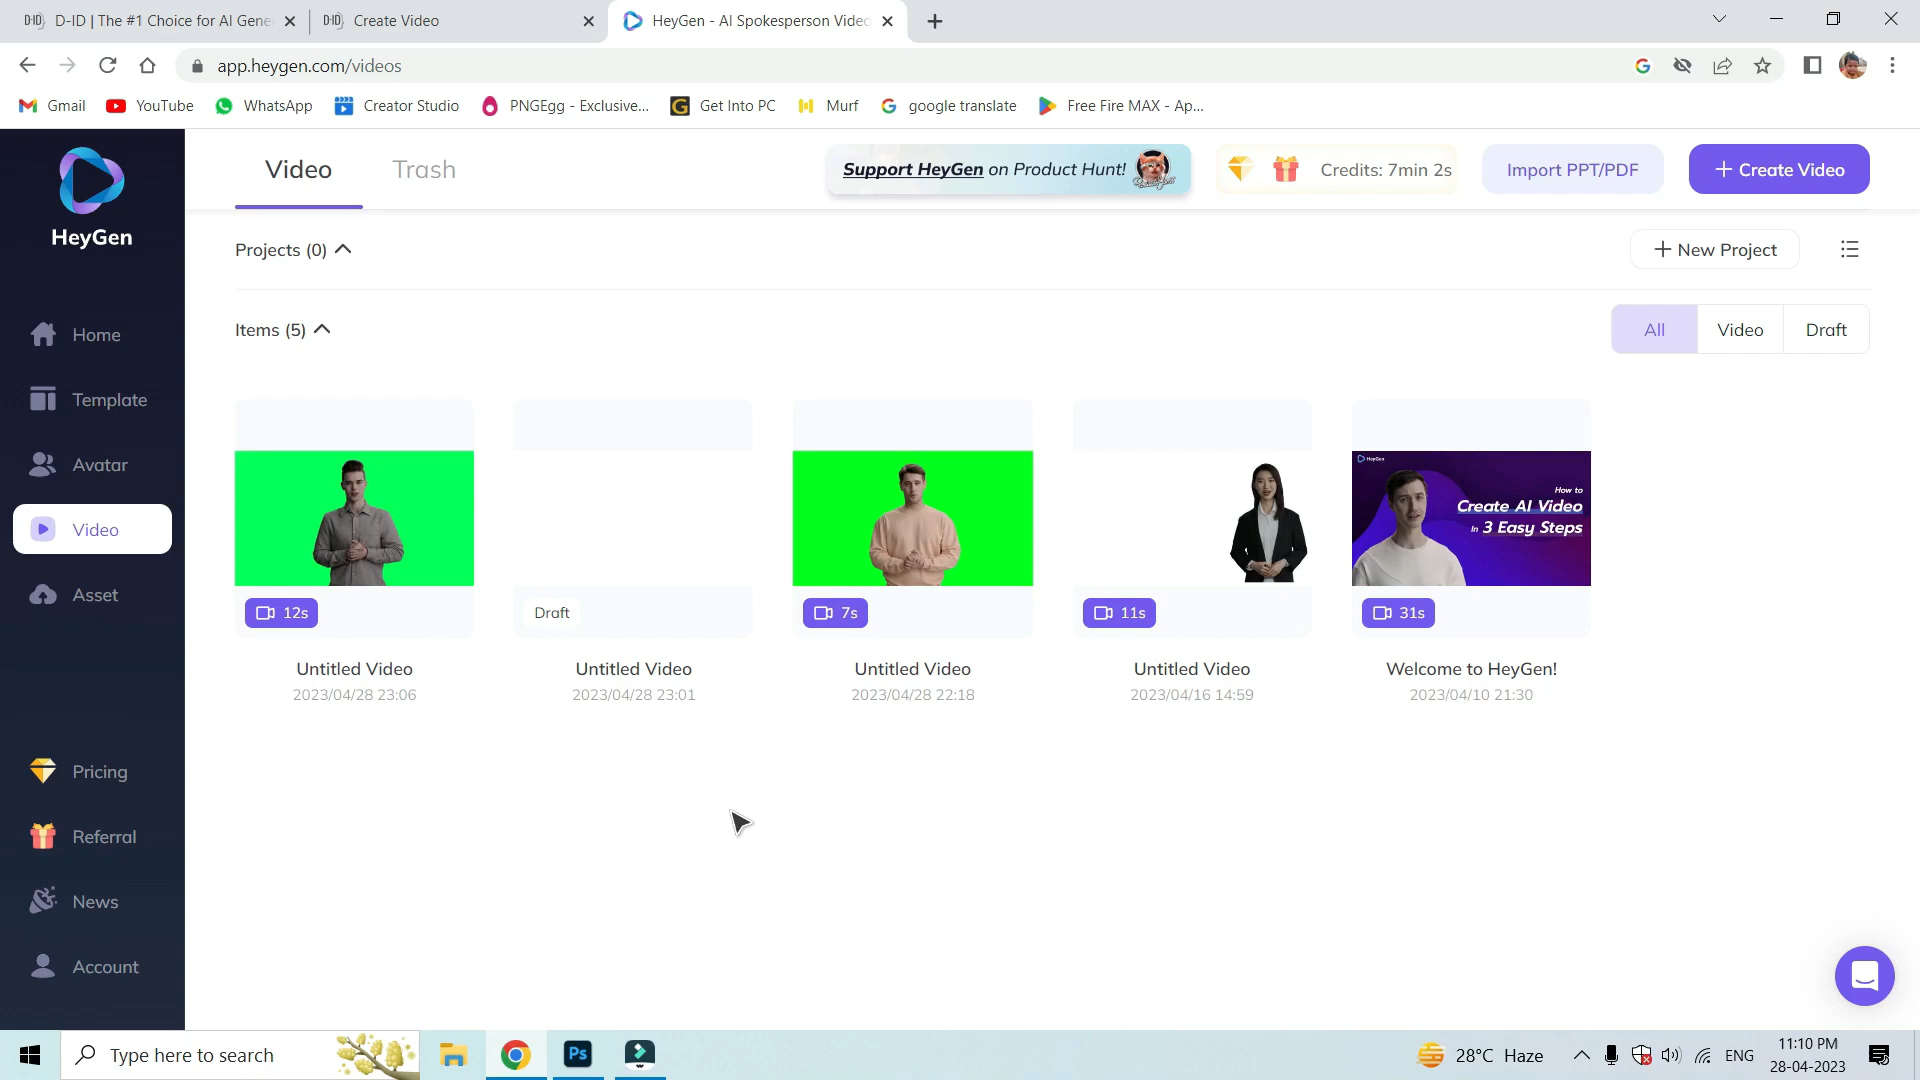 D-ID | The #1 Choice for AI Gene
Create Video
HeyGen - AI Spokesperson Video
app.heygen.com/videos
Gmail
YouTube
WhatsApp
Creator Studio
PNGEgg - Exclusive...
Get Into PC
Murf
google translate
Free Fire MAX - Ap...
HeyGen
Home
Template
Avatar
Video
Asset
Pricing
Referral
News
Account
Video
Trash
Support HeyGen on Product Hunt!
Credits: 7min 2s
Import PPT/PDF
+ Create Video
Projects (0)
+ New Project
Items (5)
All
Video
Draft
12s
Untitled Video
2023/04/28 23:06
Draft
Untitled Video
2023/04/28 23:01
7s
Untitled Video
2023/04/28 22:18
11s
Untitled Video
2023/04/16 14:59
HeyGen
How to
Create AI Video
In 3 Easy Steps
31s
Welcome to HeyGen!
2023/04/10 21:30
Type here to search
Ps
28°C Haze
ENG
11:10 PM
28-04-2023